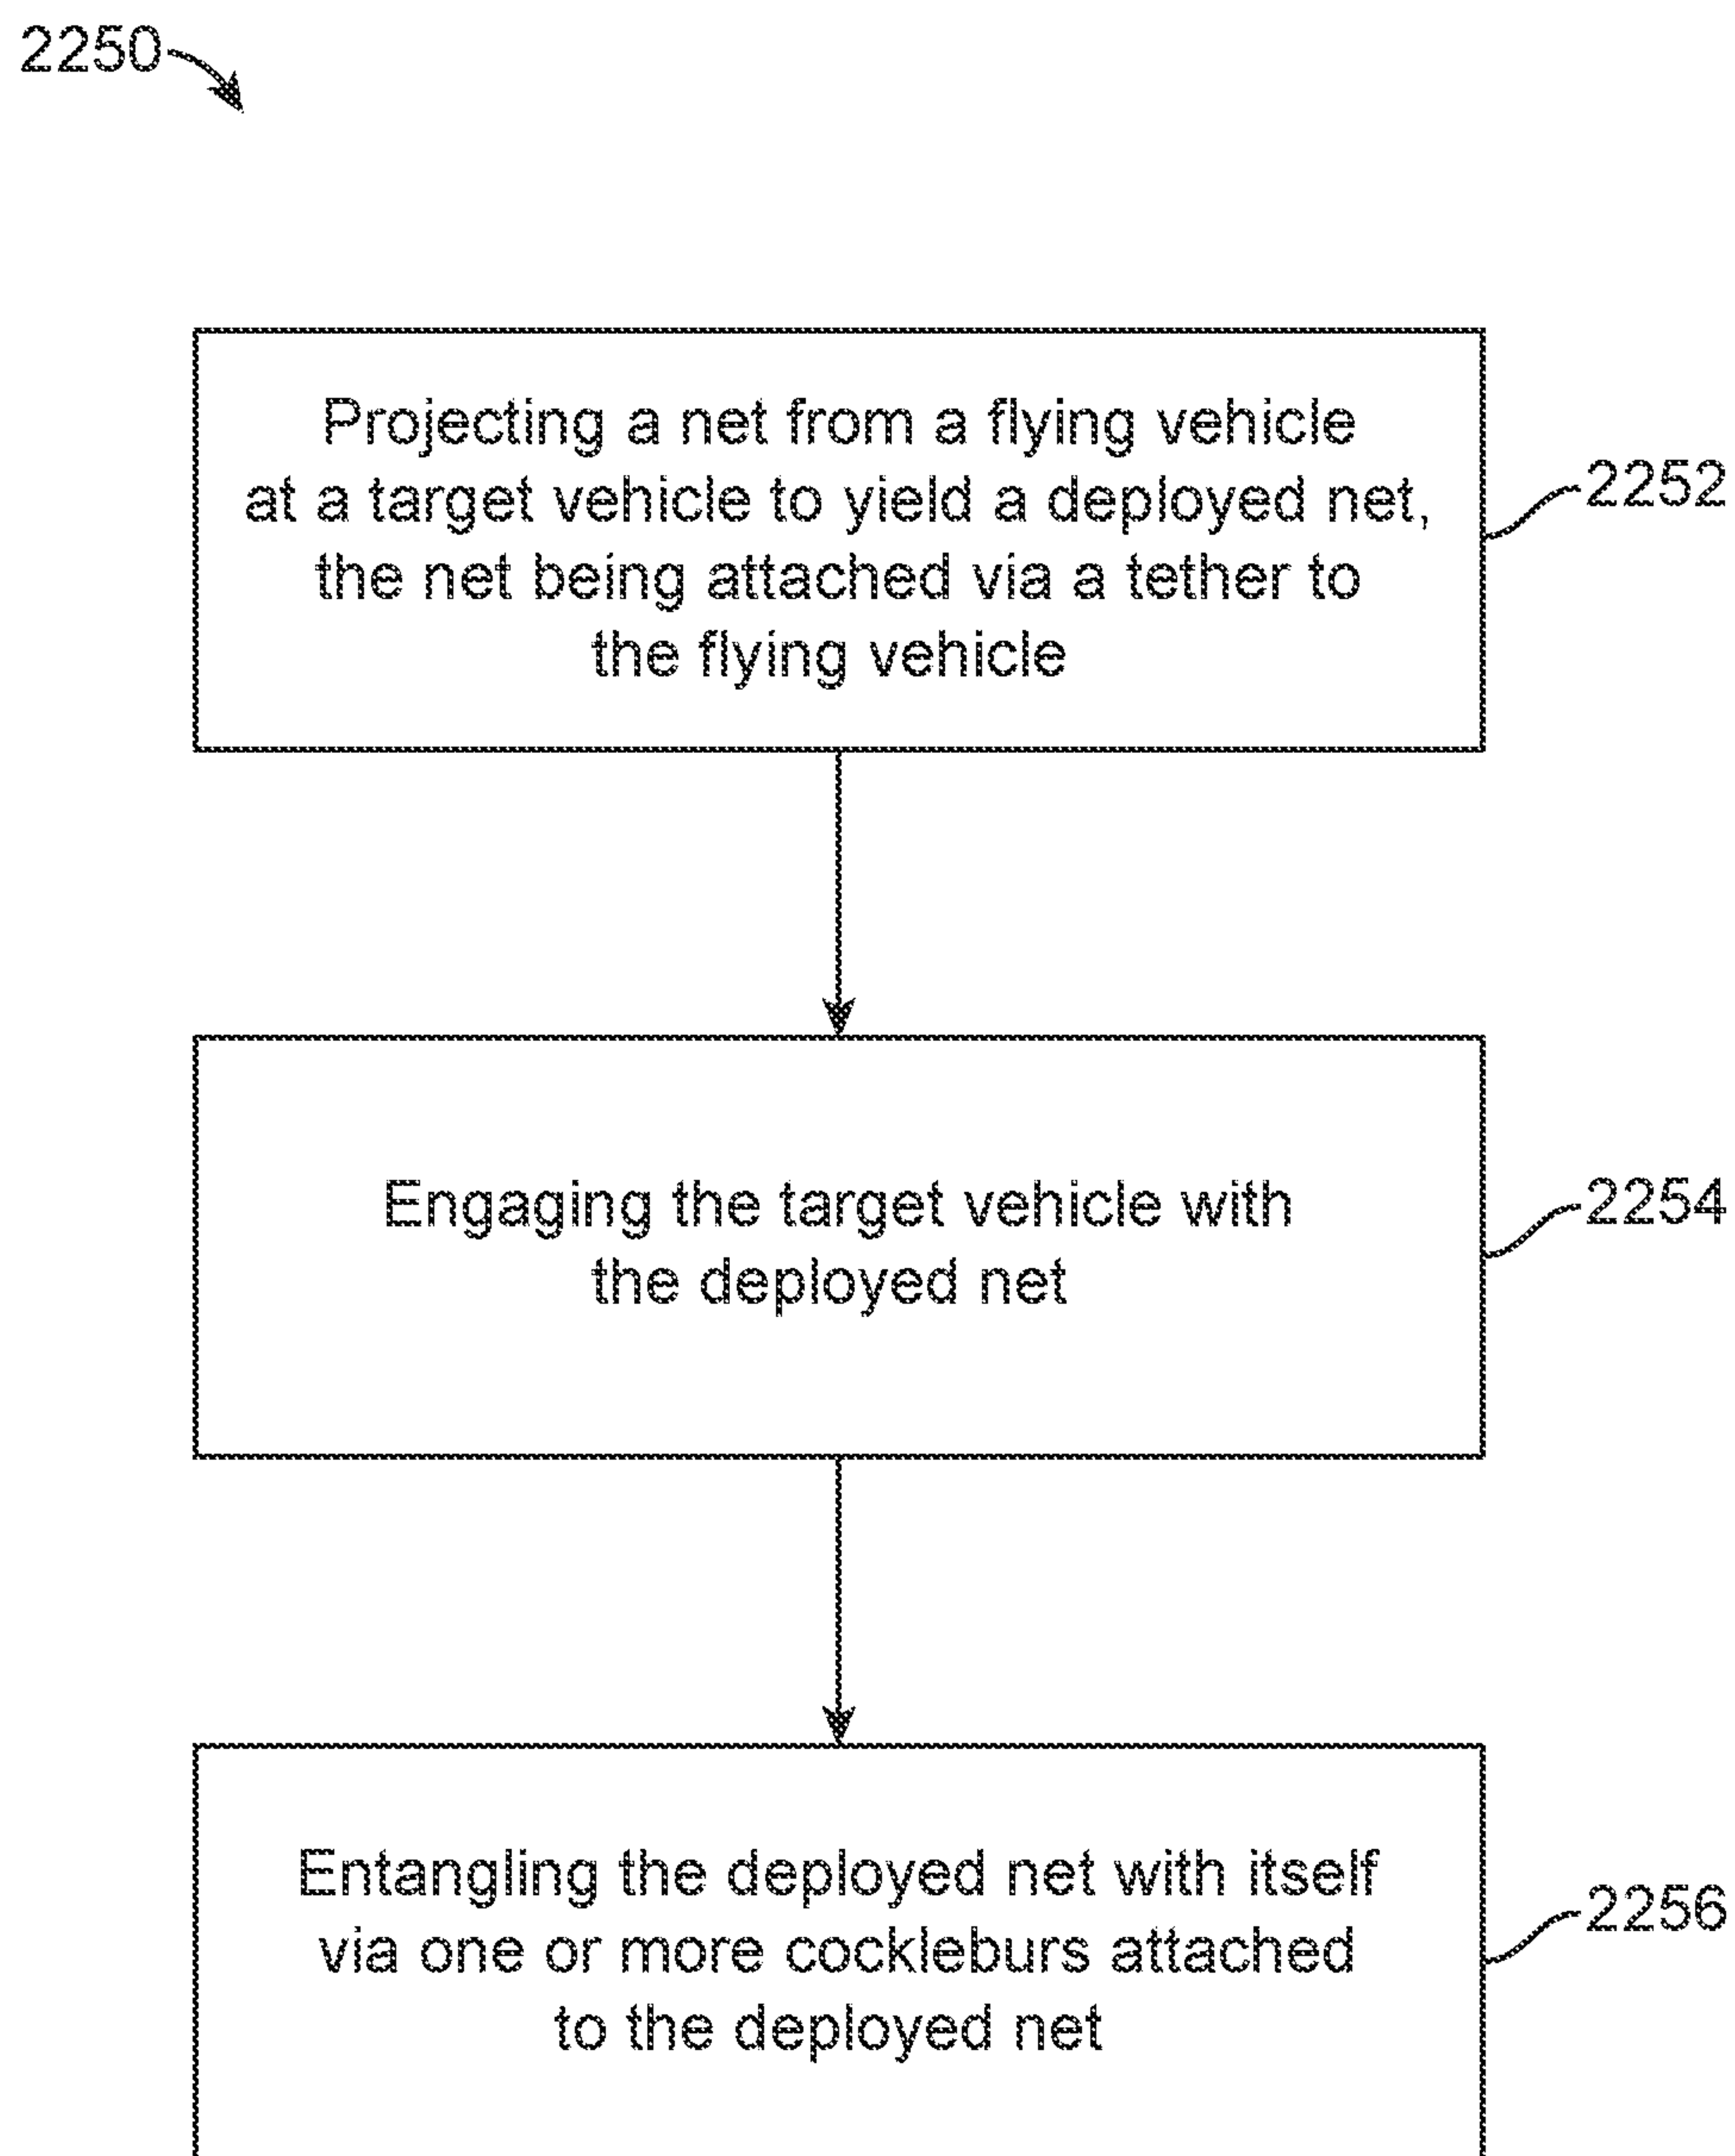 2250
Projecting a net from a flying vehicle
at a target vehicle to yield a deployed net,
the net being attached via a tether to
the flying vehicle
2252
Engaging the target vehicle with
the deployed net
2254
Entangling the deployed net with itself
via one or more cockleburs attached
to the deployed net
2256